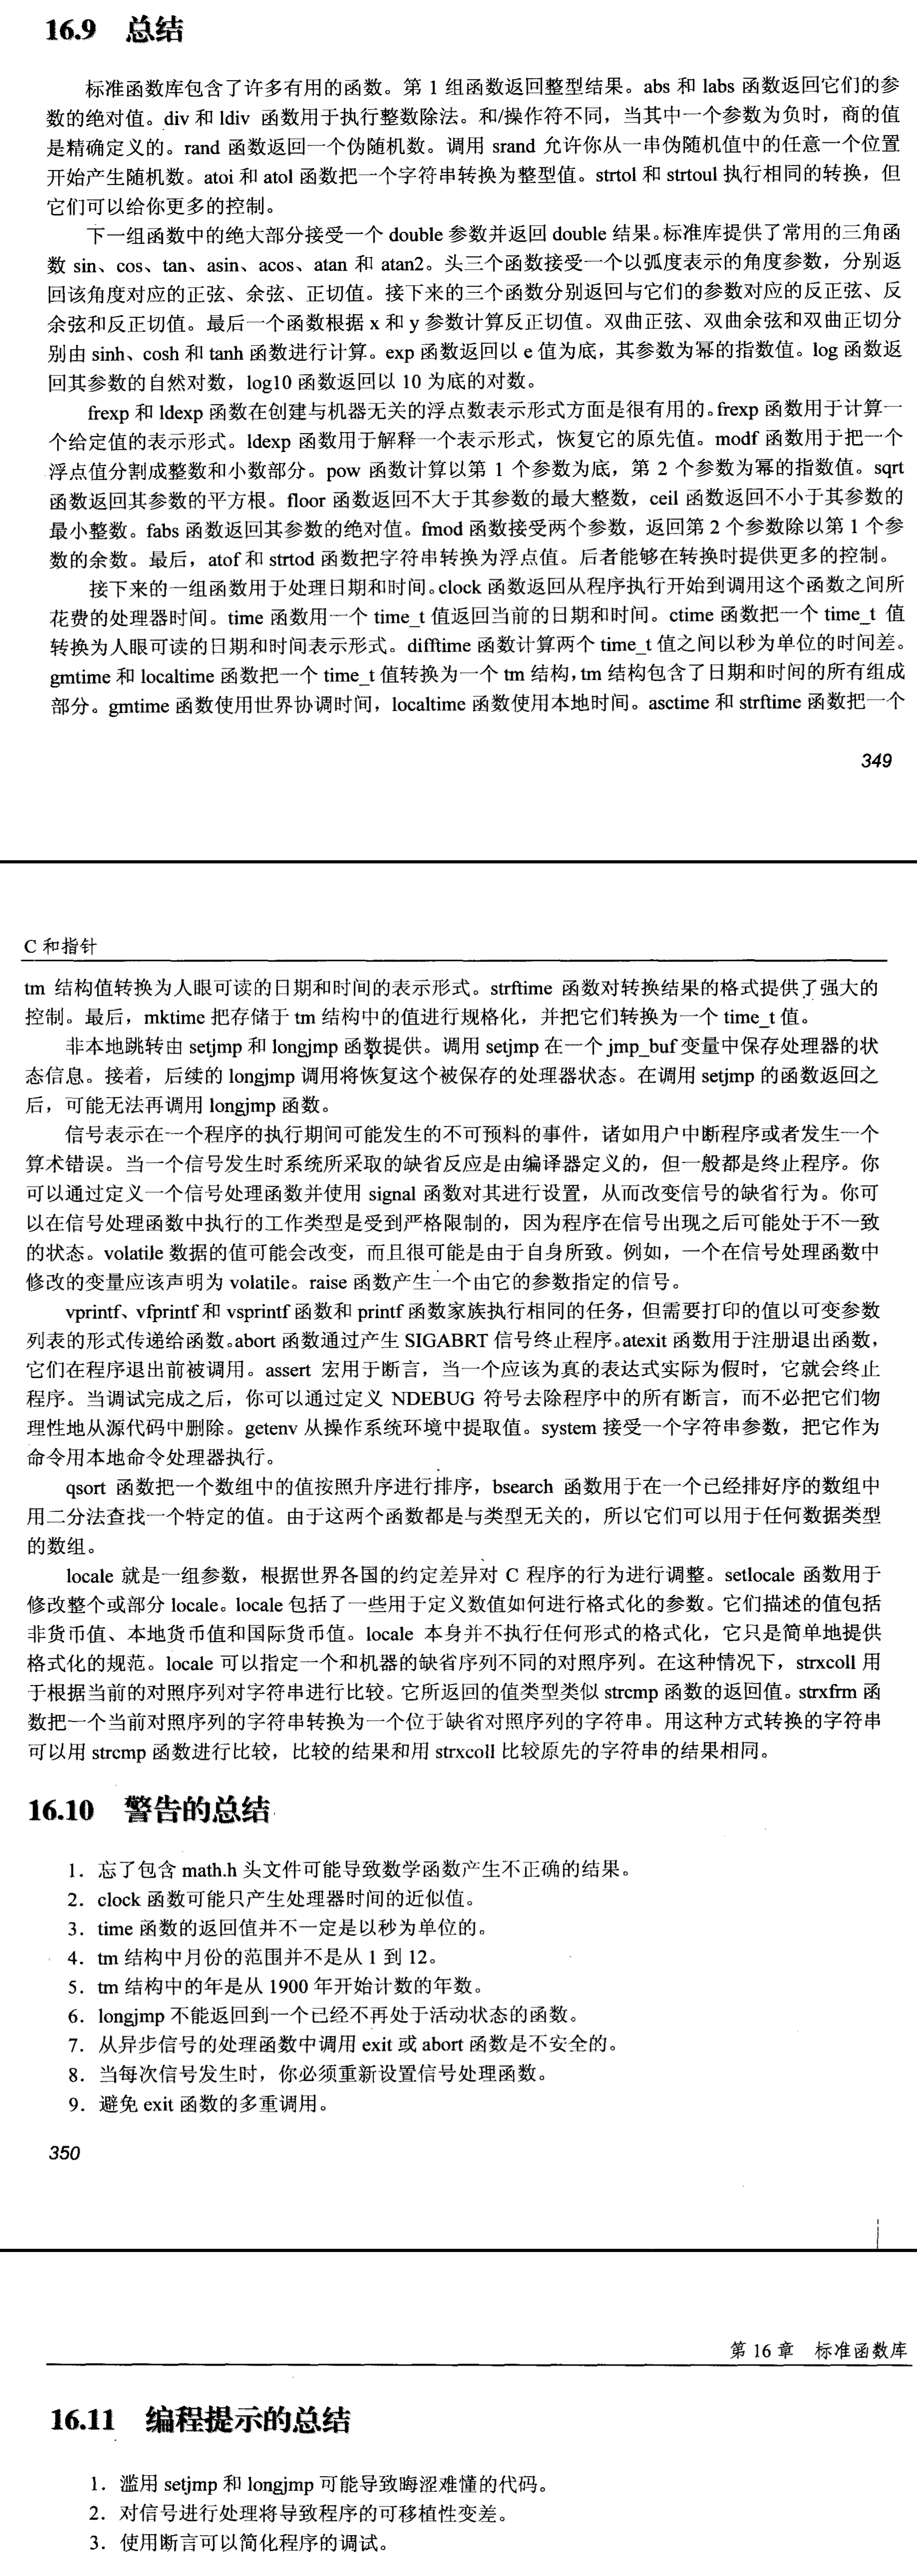 16.9 总结
标准函数库包含了许多有用的函数。第 1 组函数返回整型结果。abs 和 labs 函数返回它们的参
数的绝对值。div 和 ldiv 函数用于执行整数除法。和/操作符不同，当其中一个参数为负时，商的值
是精确定义的。rand 函数返回一个伪随机数。调用 srand 允许你从一串伪随机值中的任意一个位置
开始产生随机数。atoi 和 atol 函数把一个字符串转换为整型值。strtol 和 strtoul 执行相同的转换，但
它们可以给你更多的控制。
下一组函数中的绝大部分接受一个 double 参数并返回 double 结果。标准库提供了常用的三角函
数 sin、cos、tan、asin、acos、atan 和 atan2。头三个函数接受一个以弧度表示的角度参数，分别返
回该角度对应的正弦、余弦、正切值。接下来的三个函数分别返回与它们的参数对应的反正弦、反
余弦和反正切值。最后一个函数根据 x 和 y 参数计算反正切值。双曲正弦、双曲余弦和双曲正切分
别由 sinh、cosh 和 tanh 函数进行计算。exp 函数返回以 e 值为底，其参数为幂的指数值。log 函数返
回其参数的自然对数，log10 函数返回以 10 为底的对数。
frexp 和 ldexp 函数在创建与机器无关的浮点数表示形式方面是很有用的。frexp 函数用于计算一
个给定值的表示形式。ldexp 函数用于解释一个表示形式，恢复它的原先值。modf 函数用于把一个
浮点值分割成整数和小数部分。pow 函数计算以第 1 个参数为底，第 2 个参数为幂的指数值。sqrt
函数返回其参数的平方根。floor 函数返回不大于其参数的最大整数，ceil 函数返回不小于其参数的
最小整数。fabs 函数返回其参数的绝对值。fmod 函数接受两个参数，返回第 2 个参数除以第 1 个参
数的余数。最后，atof 和 strtod 函数把字符串转换为浮点值。后者能够在转换时提供更多的控制。
接下来的一组函数用于处理日期和时间。clock 函数返回从程序执行开始到调用这个函数之间所
花费的处理器时间。time 函数用一个 time_t 值返回当前的日期和时间。ctime 函数把一个 time_t 值
转换为人眼可读的日期和时间表示形式。difftime 函数计算两个 time_t 值之间以秒为单位的时间差。
gmtime 和 localtime 函数把一个 time_t 值转换为一个 tm 结构，tm 结构包含了日期和时间的所有组成
部分。gmtime 函数使用世界协调时间，localtime 函数使用本地时间。asctime 和 strftime 函数把一个
349
C 和指针
tm 结构值转换为人眼可读的日期和时间的表示形式。strftime 函数对转换结果的格式提供了强大的
控制。最后，mktime 把存储于 tm 结构中的值进行规格化，并把它们转换为一个 time_t 值。
非本地跳转由 setjmp 和 longjmp 函数提供。调用 setjmp 在一个 jmp_buf 变量中保存处理器的状
态信息。接着，后续的 longjmp 调用将恢复这个被保存的处理器状态。在调用 setjmp 的函数返回之
后，可能无法再调用 longjmp 函数。
信号表示在一个程序的执行期间可能发生的不可预料的事件，诸如用户中断程序或者发生一个
算术错误。当一个信号发生时系统所采取的缺省反应是由编译器定义的，但一般都是终止程序。你
可以通过定义一个信号处理函数并使用 signal 函数对其进行设置，从而改变信号的缺省行为。你可
以在信号处理函数中执行的工作类型是受到严格限制的，因为程序在信号出现之后可能处于不一致
的状态。volatile 数据的值可能会改变，而且很可能是由于自身所致。例如，一个在信号处理函数中
修改的变量应该声明为 volatile。raise 函数产生一个由它的参数指定的信号。
vprintf、vfprintf 和 vsprintf 函数和 printf 函数家族执行相同的任务，但需要打印的值以可变参数
列表的形式传递给函数。abort 函数通过产生 SIGABRT 信号终止程序。atexit 函数用于注册退出函数，
它们在程序退出前被调用。assert 宏用于断言，当一个应该为真的表达式实际为假时，它就会终止
程序。当调试完成之后，你可以通过定义 NDEBUG 符号去除程序中的所有断言，而不必把它们物
理性地从源代码中删除。getenv 从操作系统环境中提取值。system 接受一个字符串参数，把它作为
命令用本地命令处理器执行。
qsort 函数把一个数组中的值按照升序进行排序，bsearch 函数用于在一个已经排好序的数组中
用二分法查找一个特定的值。由于这两个函数都是与类型无关的，所以它们可以用于任何数据类型
的数组。
locale 就是一组参数，根据世界各国的约定差异对 C 程序的行为进行调整。setlocale 函数用于
修改整个或部分 locale。locale 包括了一些用于定义数值如何进行格式化的参数。它们描述的值包括
非货币值、本地货币值和国际货币值。locale 本身并不执行任何形式的格式化，它只是简单地提供
格式化的规范。locale 可以指定一个和机器的缺省序列不同的对照序列。在这种情况下，strxcoll 用
于根据当前的对照序列对字符串进行比较。它所返回的值类型类似 strcmp 函数的返回值。strxfrm 函
数把一个当前对照序列的字符串转换为一个位于缺省对照序列的字符串。用这种方式转换的字符串
可以用 strcmp 函数进行比较，比较的结果和用 strxcoll 比较原先的字符串的结果相同。
16.10 警告的总结
1．忘了包含 math.h 头文件可能导致数学函数产生不正确的结果。
2．clock 函数可能只产生处理器时间的近似值。
3．time 函数的返回值并不一定是以秒为单位的。
4．tm 结构中月份的范围并不是从 1 到 12。
5．tm 结构中的年是从 1900 年开始计数的年数。
6．longjmp 不能返回到一个已经不再处于活动状态的函数。
7．从异步信号的处理函数中调用 exit 或 abort 函数是不安全的。
8．当每次信号发生时，你必须重新设置信号处理函数。
9．避免 exit 函数的多重调用。
350
第 16 章 标准函数库
16.11 编程提示的总结
1．滥用 setjmp 和 longjmp 可能导致晦涩难懂的代码。
2．对信号进行处理将导致程序的可移植性变差。
3．使用断言可以简化程序的调试。